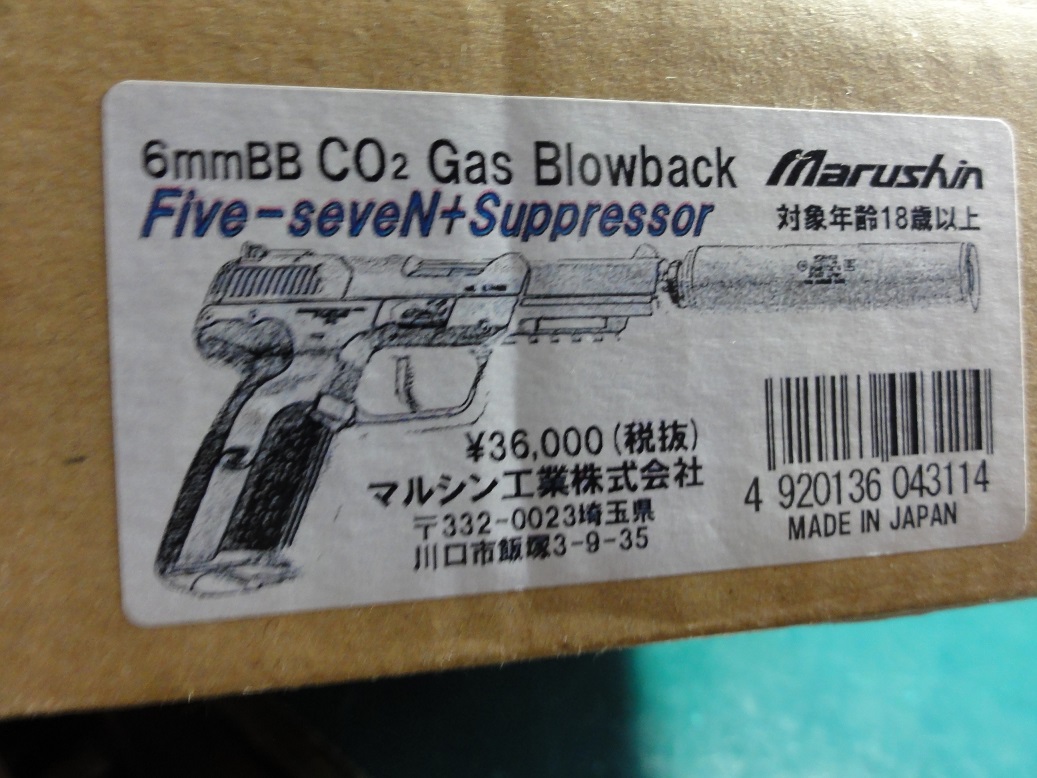 6mmBB CO₂ Gas Blowback
Marushin
Five-seveN+Suppressor
対象年齢18歳以上
¥36,000(税抜)
マルシン工業株式会社
〒332-0023埼玉県
川口市飯塚3-9-35
4 920136 043114
MADE IN JAPAN